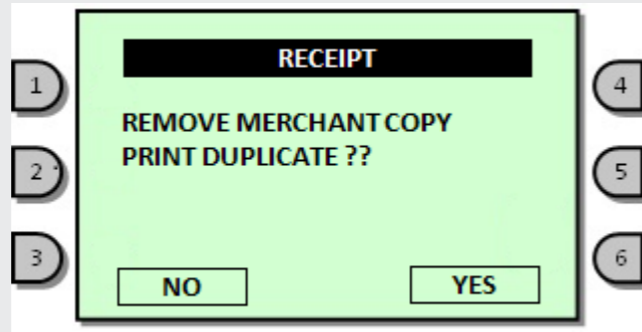 RECEIPT
1
4
REMOVE MERCHANT COPY
PRINT DUPLICATE ??
2
5
3
6
NO YES